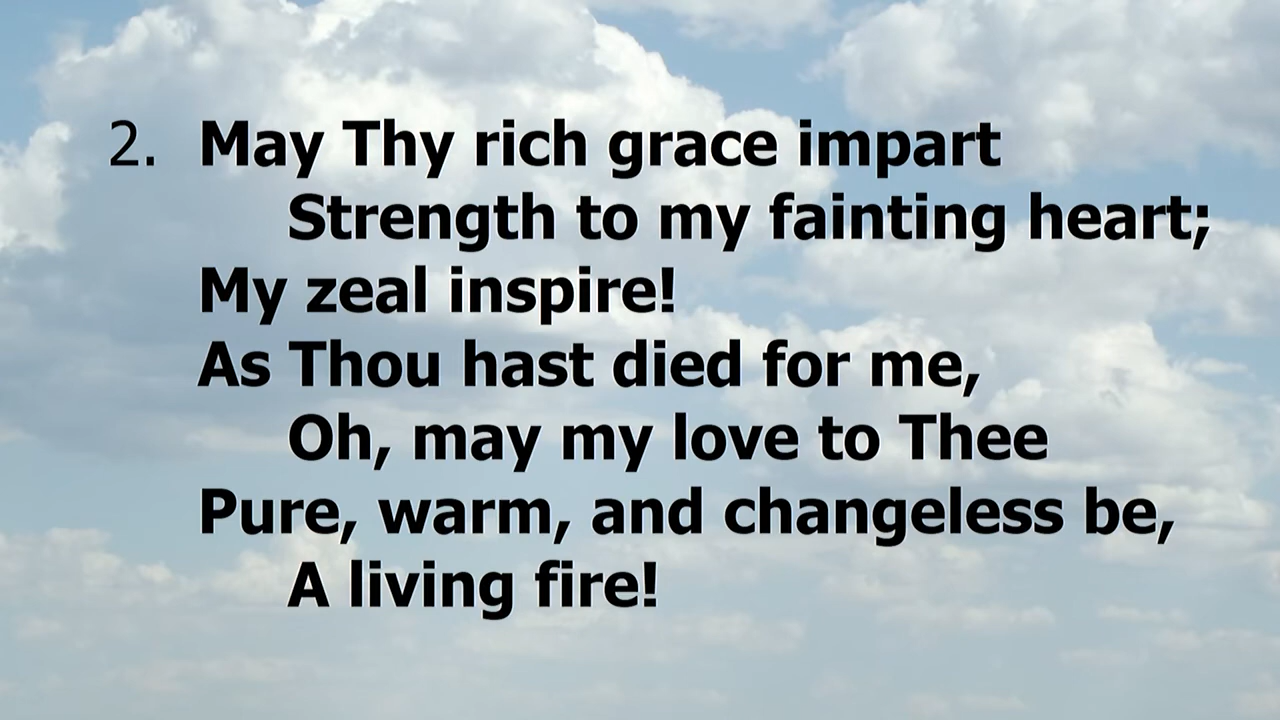 2. May Thy rich grace impart
Strength to my fainting heart;
My zeal inspire!
As Thou hast died for me,
Oh, may my love to Thee
Pure, warm, and changeless be,
A living fire!